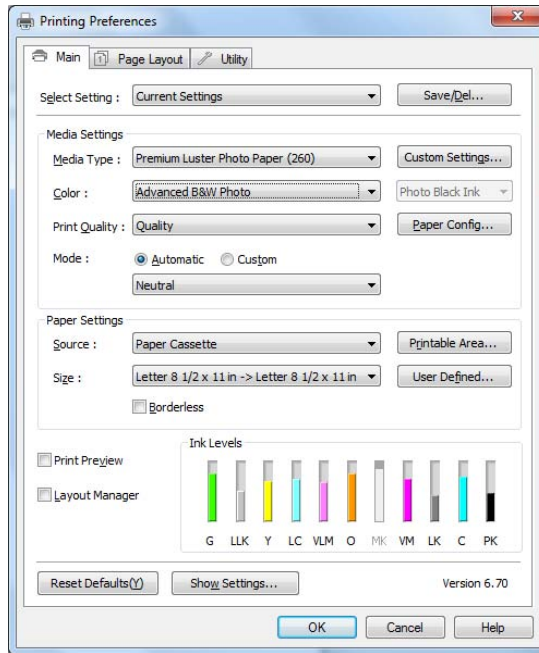 Printing Preferences
Main Page Layout Utility
Select Setting : Current Settings Save/Del...
Media Settings
Media Type : Premium Luster Photo Paper (260) Custom Settings...
Color : Advanced B&W Photo Photo Black Ink
Print Quality : Quality Paper Config...
Mode : Automatic Custom
Neutral
Paper Settings
Source : Paper Cassette Printable Area...
Size : Letter 8 1/2 x 11 in -> Letter 8 1/2 x 11 in User Defined...
Borderless
Print Preview
Layout Manager
Ink Levels
G LLK Y LC VLM O MK VM LK C PK
Reset Defaults(Y) Show Settings... Version 6.70
OK Cancel Help